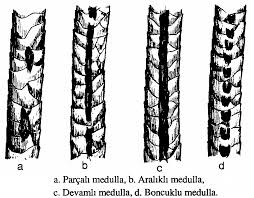 a b c d
a. Parçalı medulla, b. Aralıklı medulla,
c. Devamlı medulla, d. Boncuklu medulla.